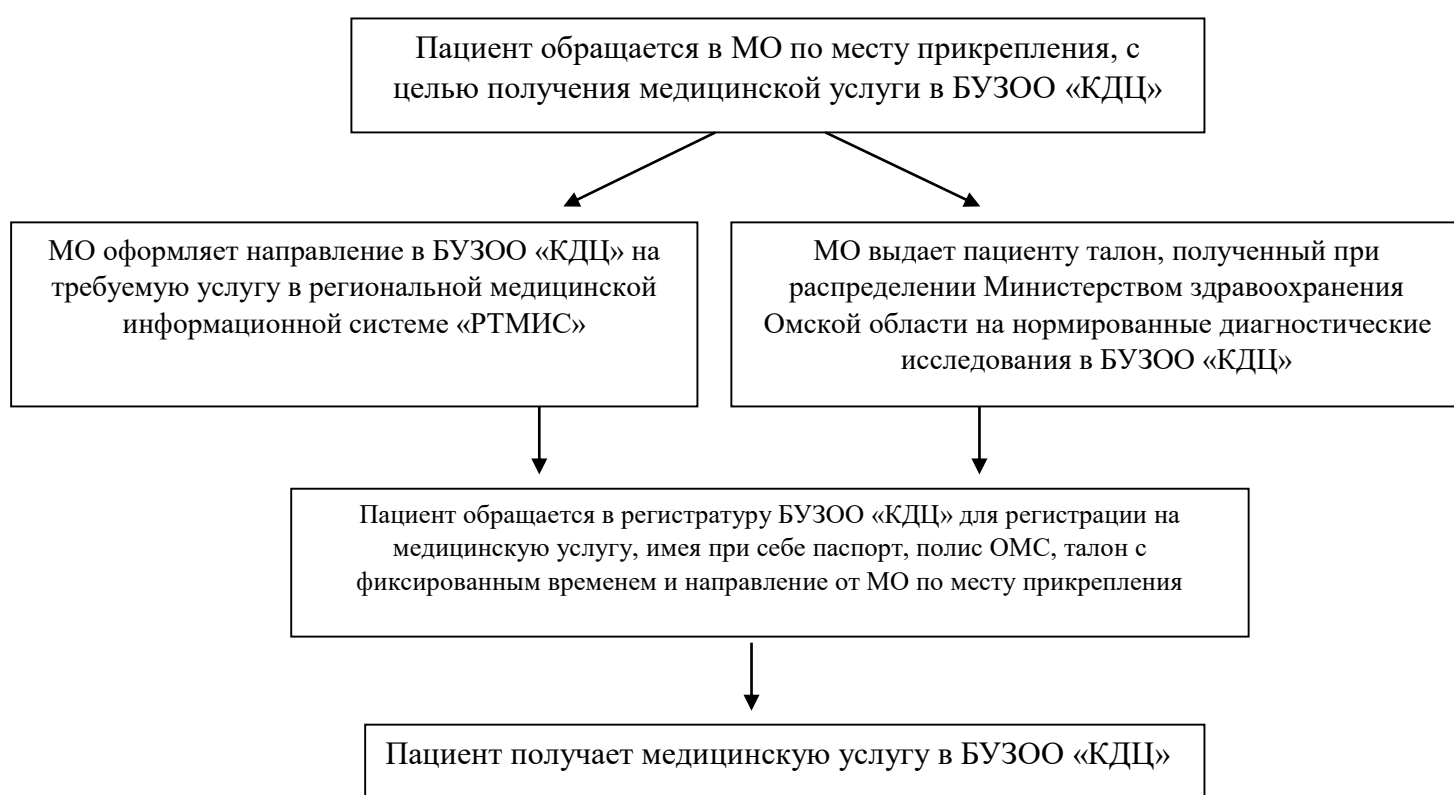 Пациент обращается в МО по месту прикрепления, с
целью получения медицинской услуги в БУЗОО «КДЦ»
МО оформляет направление в БУЗОО «КДЦ» на
требуемую услугу в региональной медицинской
информационной системе «РТМИС»
МО выдает пациенту талон, полученный при
распределении Министерством здравоохранения
Омской области на нормированные диагностические
исследования в БУЗОО «КДЦ»
Пациент обращается в регистратуру БУЗОО «КДЦ» для регистрации на
медицинскую услугу, имея при себе паспорт, полис ОМС, талон с
фиксированным временем и направление от МО по месту прикрепления
Пациент получает медицинскую услугу в БУЗОО «КДЦ»